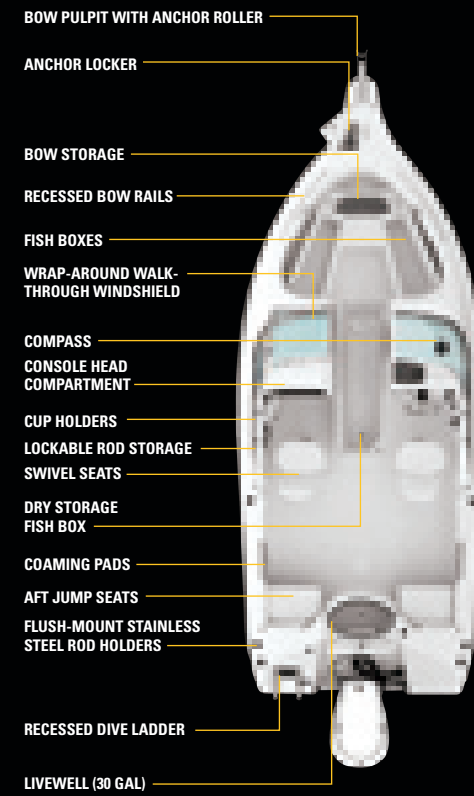 BOW PULPIT WITH ANCHOR ROLLER
ANCHOR LOCKER
BOW STORAGE
RECESSED BOW RAILS
FISH BOXES
WRAP-AROUND WALK-
THROUGH WINDSHIELD
COMPASS
CONSOLE HEAD
COMPARTMENT
CUP HOLDERS
LOCKABLE ROD STORAGE
SWIVEL SEATS
DRY STORAGE
FISH BOX
COAMING PADS
AFT JUMP SEATS
FLUSH-MOUNT STAINLESS
STEEL ROD HOLDERS
RECESSED DIVE LADDER
LIVEWELL (30 GAL)